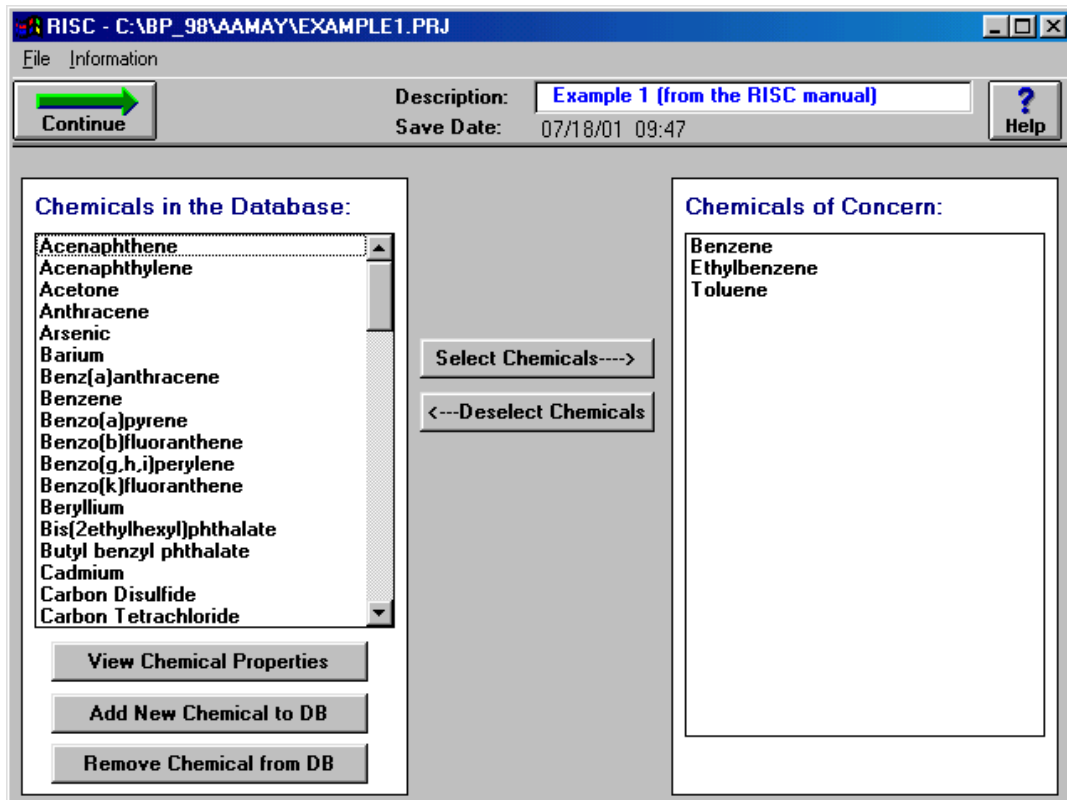 RISC - C:\BP_98\AAMAY\EXAMPLE1.PRJ
File Information
Continue
Description: Example 1 (from the RISC manual)
Save Date: 07/18/01 09:47
? Help
Chemicals in the Database:
Acenaphthene
Acenaphthylene
Acetone
Anthracene
Arsenic
Barium
Benz(a)anthracene
Benzene
Benzo(a)pyrene
Benzo(b)fluoranthene
Benzo(g,h,i)perylene
Benzo(k)fluoranthene
Beryllium
Bis(2ethylhexyl)phthalate
Butyl benzyl phthalate
Cadmium
Carbon Disulfide
Carbon Tetrachloride
View Chemical Properties
Add New Chemical to DB
Remove Chemical from DB
Select Chemicals---->
<---Deselect Chemicals
Chemicals of Concern:
Benzene
Ethylbenzene
Toluene